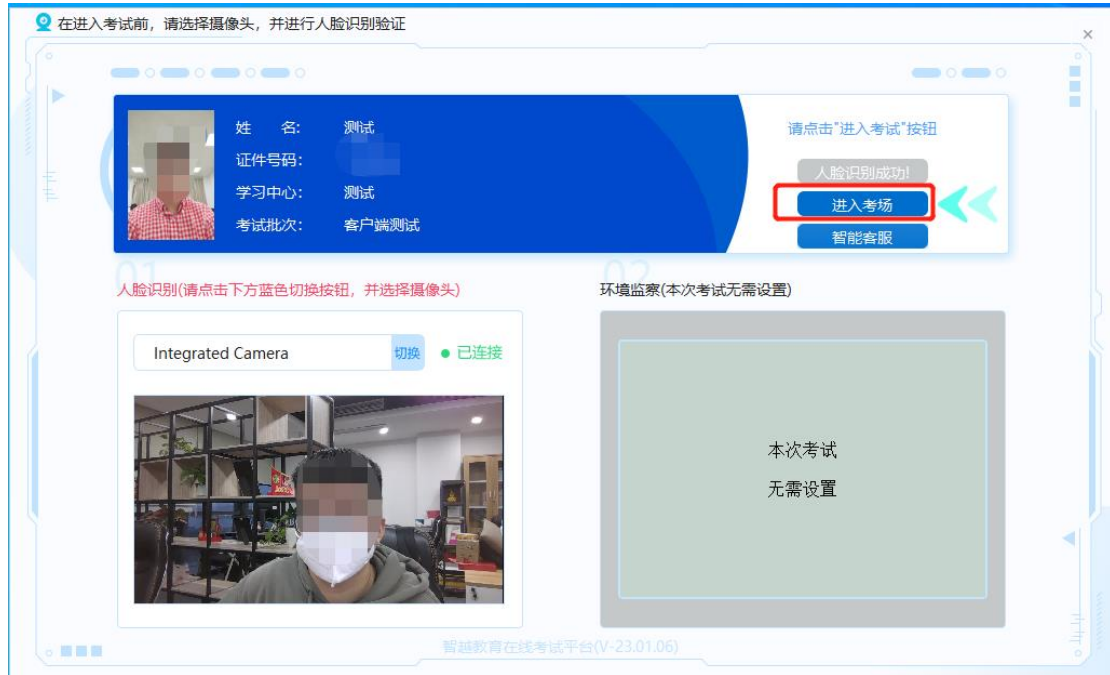 在进入考试前，请选择摄像头，并进行人脸识别验证
姓 名： 测试
证件号码：
学习中心： 测试
考试批次： 客户端测试
请点击"进入考试"按钮
人脸识别成功!
进入考场
智能客服
01
人脸识别(请点击下方蓝色切换按钮，并选择摄像头)
Integrated Camera 切换 已连接
02
环境监察(本次考试无需设置)
本次考试
无需设置
智越教育在线考试平台(V-23.01.06)